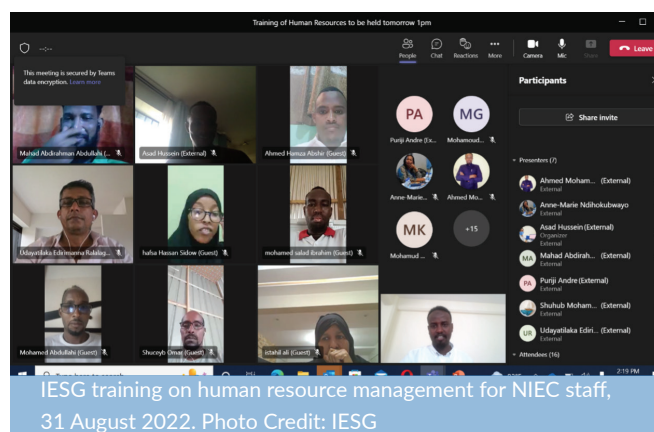 Training of Human Resources to be held tomorrow 1pm
--:--
People Chat Reactions More Camera Mic Share Leave
This meeting is secured by Teams
data encryption. Learn more
Participants
Share invite
Presenters (7)
Ahmed Moham... (External)
External
Anne-Marie Ndihokubwayo
External
Asad Hussein (External)
Organizer
External
MA Mahad Abdirah... (External)
External
PA Puriji Andre (External)
External
Shuhub Moham... (External)
External
UR Udayatilaka Ediri... (External)
External
Attendees (16)
Mahad Abdirahman Abdullahi (...
Asad Hussein (External)
Ahmed Hamza Abshir (Guest)
PA
Puriji Andre (Ex...
MG
Mohamoud...
Anne-Marie...
Ahmed Mo...
Udayatilaka Edirimanna Ralalag...
hafsa Hassan Sidow (Guest)
mohamed salad ibrahim (Guest)
MK
Mohamud ...
+15
Mohamed Abdullahi (Guest)
Shuceyb Omar (Guest)
istahil ali (Guest)
2:19 PM
IESG training on human resource management for NIEC staff,
31 August 2022. Photo Credit: IESG